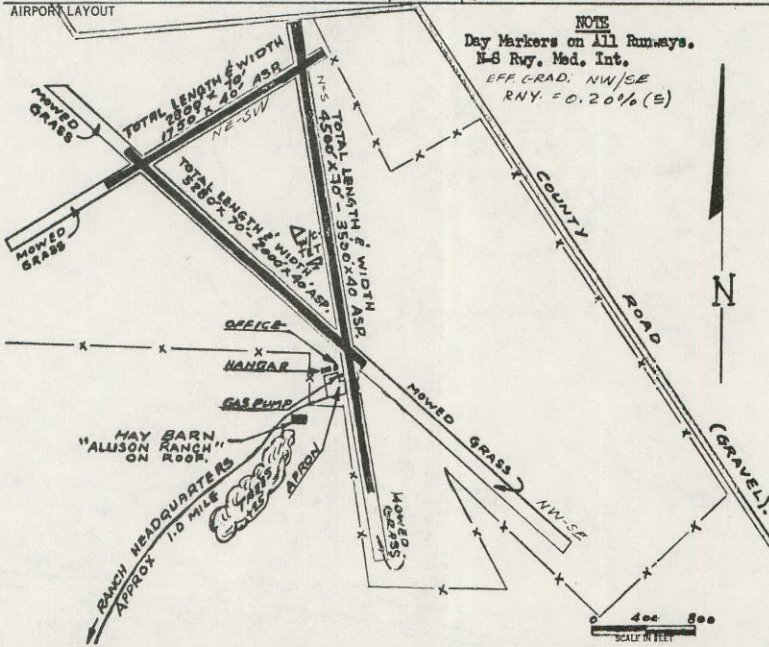 AIRPORT LAYOUT
NOTE
Day Markers on All Runways.
N-S Rwy. Med. Int.
EFF. GRAD. NW/SE
RNY. = 0.20% (S)
MOWED
GRASS
TOTAL LENGTH & WIDTH
2800' X 70'
1750' X 40' ASP.
NE-SW
N-S
TOTAL LENGTH & WIDTH
4500' X 70' - 3500' X 40 ASP.
TOTAL LENGTH & WIDTH,
5280 X 70' - 2000' X 40 ASP.
MOWED
GRASS
COUNTY
ROAD
(GRAVEL).
N
OFFICE
HANGAR
GAS PUMP
HAY BARN
"ALLISON RANCH"
ON ROOF.
APRON
TREES
MOWED GRASS
NW-SE
MOWED
GRASS
RANCH HEADQUARTERS
APPROX 1.0 MILE
0 400 800
SCALE IN FEET